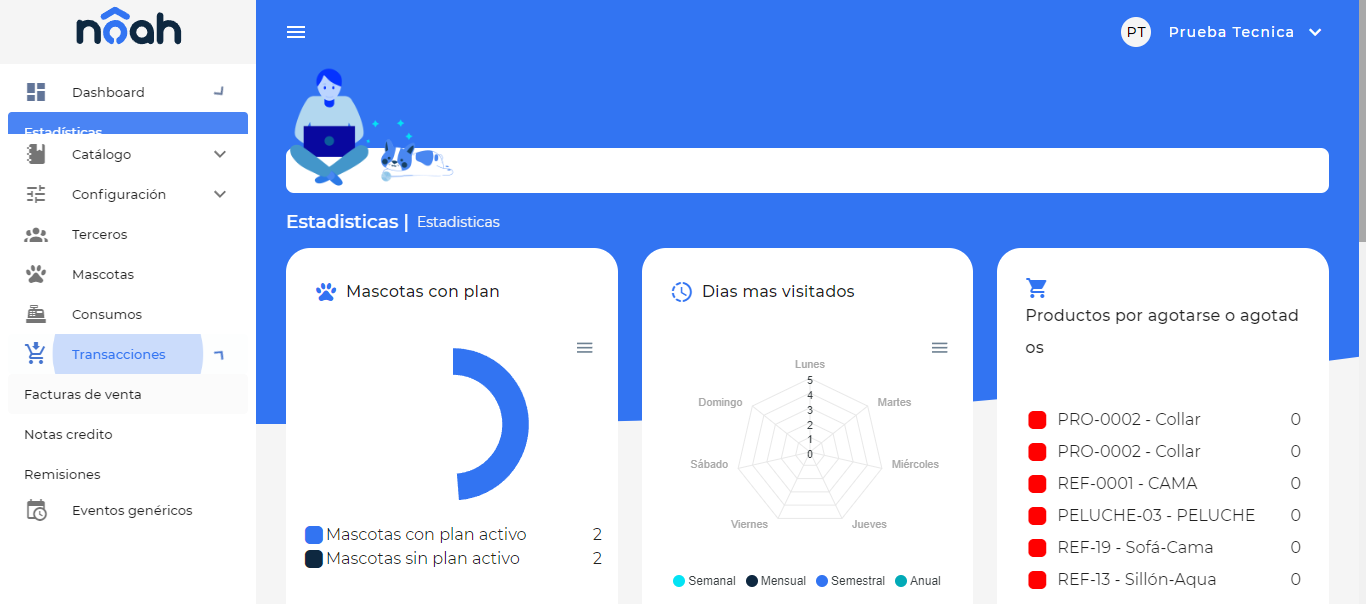 nôah
Dashboard
Estadísticas
Catálogo
Configuración
Terceros
Mascotas
Consumos
Transacciones
Facturas de venta
Notas credito
Remisiones
Eventos genéricos
PT Prueba Tecnica
Estadisticas | Estadisticas
Mascotas con plan
Mascotas con plan activo 2
Mascotas sin plan activo 2
Dias mas visitados
Lunes
Martes
Miércoles
Jueves
Viernes
Sábado
Domingo
5
4
3
2
1
0
Semanal Mensual Semestral Anual
Productos por agotarse o agotad
os
PRO-0002 - Collar 0
PRO-0002 - Collar 0
REF-0001 - CAMA 0
PELUCHE-03 - PELUCHE 0
REF-19 - Sofá-Cama 0
REF-13 - Sillón-Aqua 0